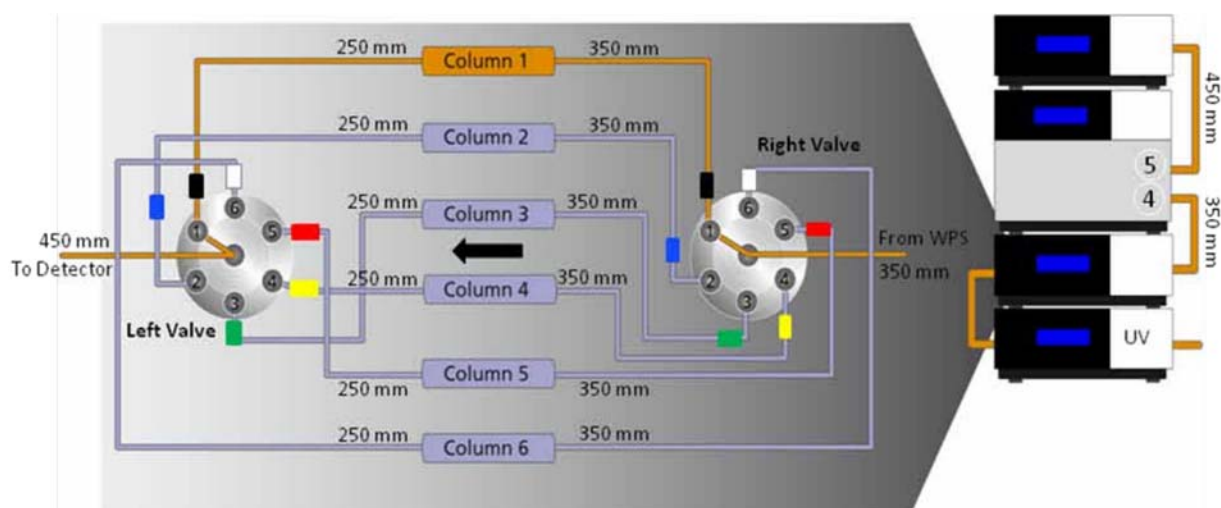 250 mm Column 1 350 mm
250 mm Column 2 350 mm
Right Valve
250 mm Column 3 350 mm
450 mm
To Detector
From WPS
350 mm
250 mm Column 4 350 mm
Left Valve
250 mm Column 5 350 mm
250 mm Column 6 350 mm
1
2
3
4
5
6
1
2
3
4
5
6
450 mm
5
4
350 mm
UV